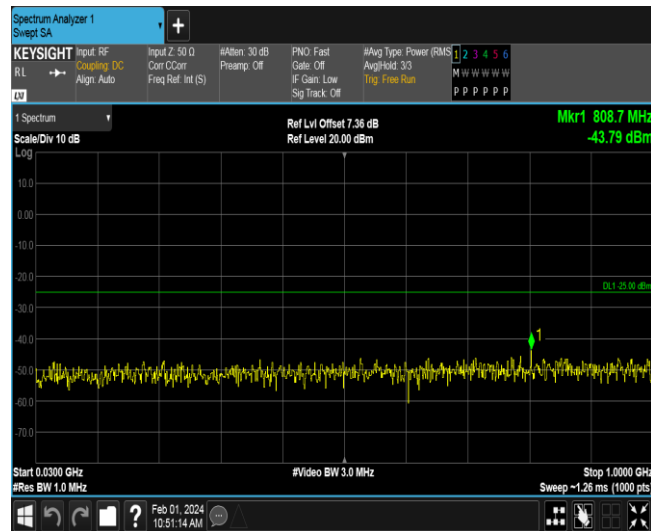 Spectrum Analyzer 1
Swept SA
+
KEYSIGHT
RL
LXI
Input: RF
Coupling: DC
Align: Auto
Input Z: 50 Ω
Corr CCorr
Freq Ref: Int (S)
#Atten: 30 dB
Preamp: Off
PNO: Fast
Gate: Off
IF Gain: Low
Sig Track: Off
#Avg Type: Power (RMS
Avg|Hold: 3/3
Trig: Free Run
1 2 3 4 5 6
M W W W W W
P P P P P P
1 Spectrum
Scale/Div 10 dB
Log
Ref Lvl Offset 7.36 dB
Ref Level 20.00 dBm
Mkr1 808.7 MHz
-43.79 dBm
10.0
0.00
-10.0
-20.0
DL1 -25.00 dBm
-30.0
1
-40.0
-50.0
-60.0
-70.0
Start 0.0300 GHz
#Video BW 3.0 MHz
Stop 1.0000 GHz
#Res BW 1.0 MHz
Sweep ~1.26 ms (1000 pts
?
Feb 01, 2024
10:51:14 AM